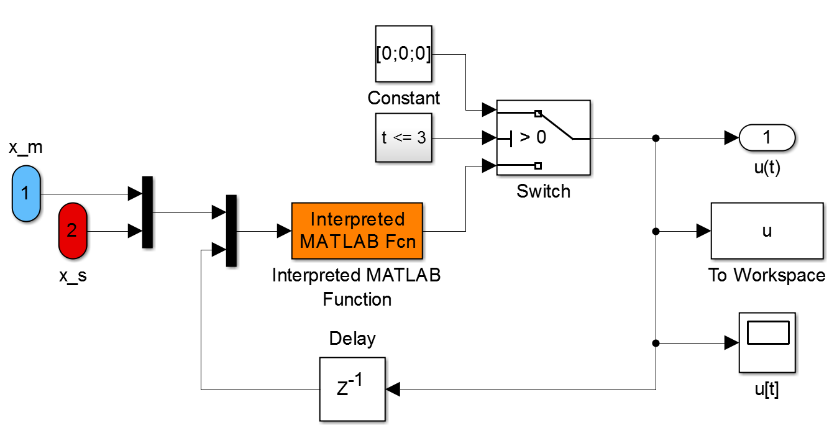 [0;0;0]
Constant
t <= 3
> 0
Switch
1
u(t)
x_m
1
2
x_s
Interpreted
MATLAB Fcn
Interpreted MATLAB
Function
u
To Workspace
Delay
Z-1
u[t]